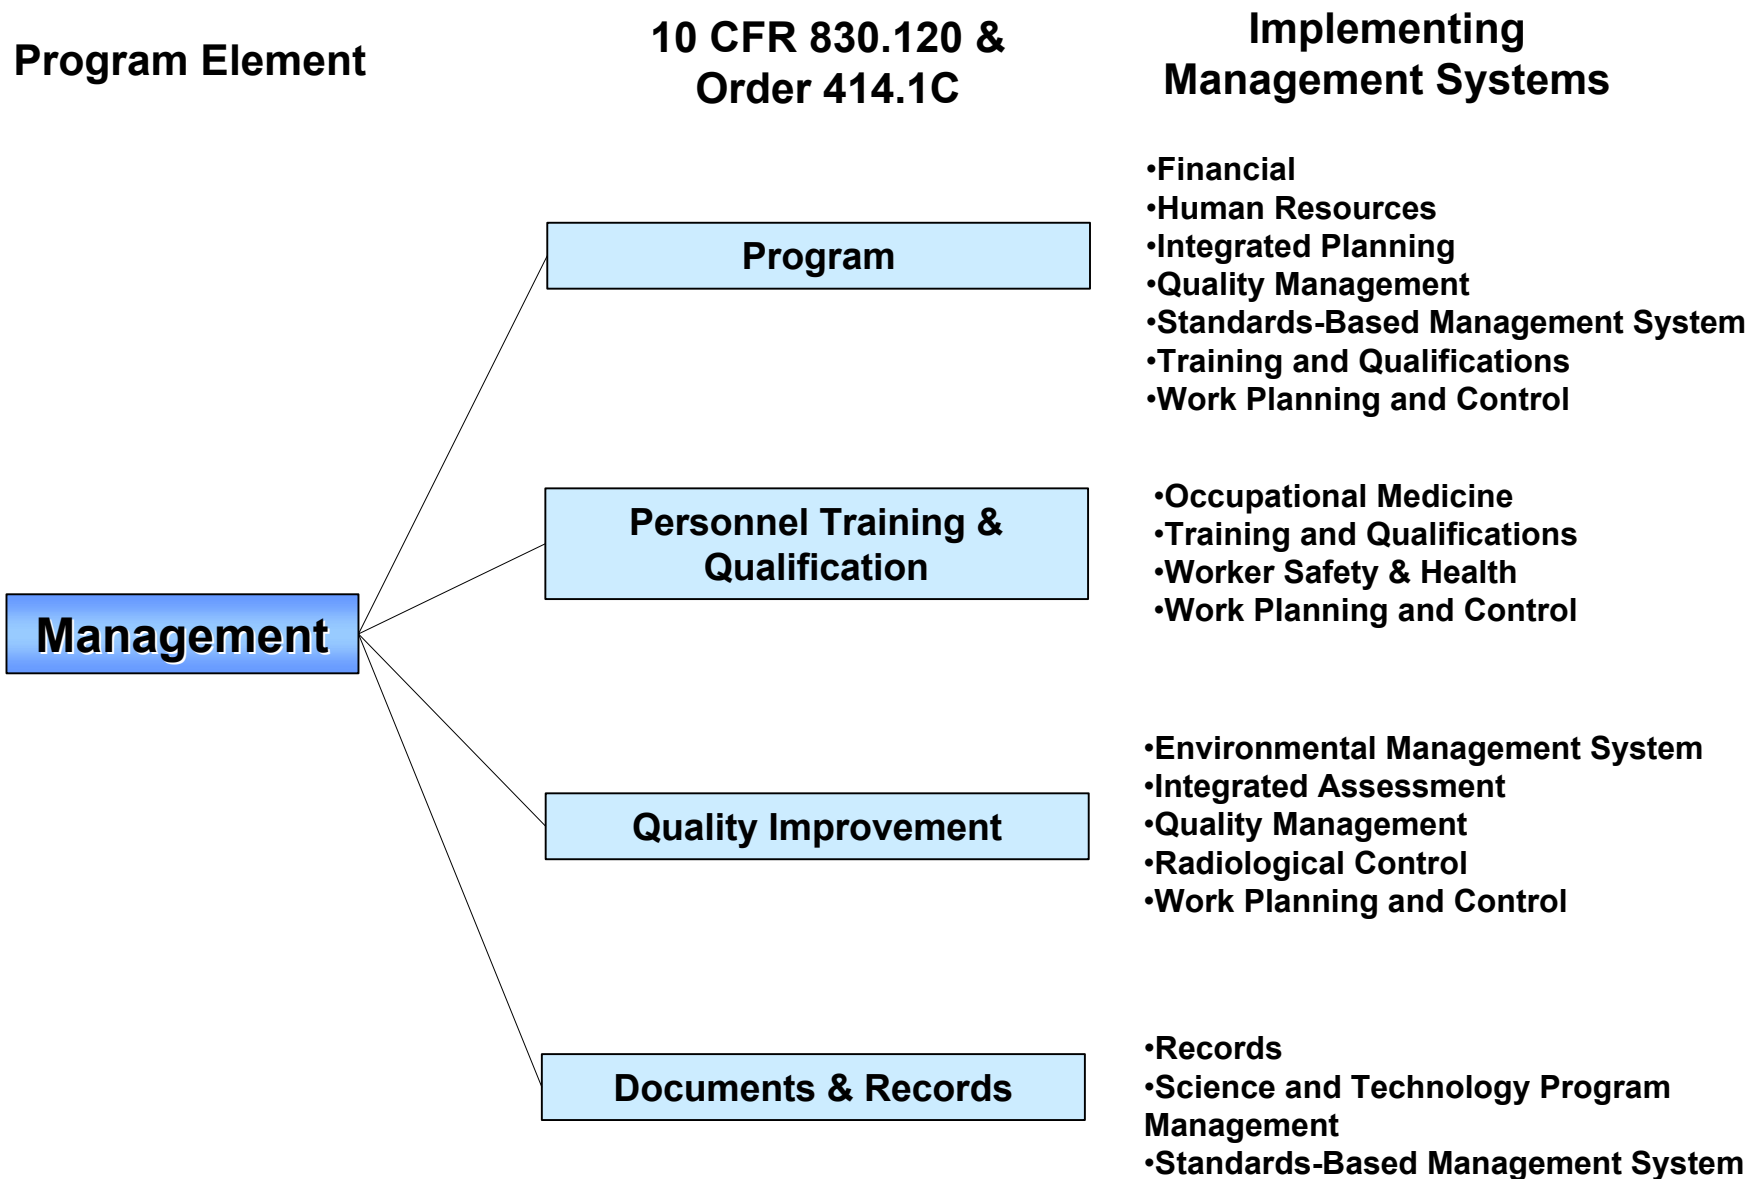 Program Element
10 CFR 830.120 &
Order 414.1C
Implementing
Management Systems
Program
•Financial
•Human Resources
•Integrated Planning
•Quality Management
•Standards-Based Management System
•Training and Qualifications
•Work Planning and Control
Personnel Training &
Qualification
•Occupational Medicine
•Training and Qualifications
•Worker Safety & Health
•Work Planning and Control
Management
Quality Improvement
•Environmental Management System
•Integrated Assessment
•Quality Management
•Radiological Control
•Work Planning and Control
Documents & Records
•Records
•Science and Technology Program
Management
•Standards-Based Management System